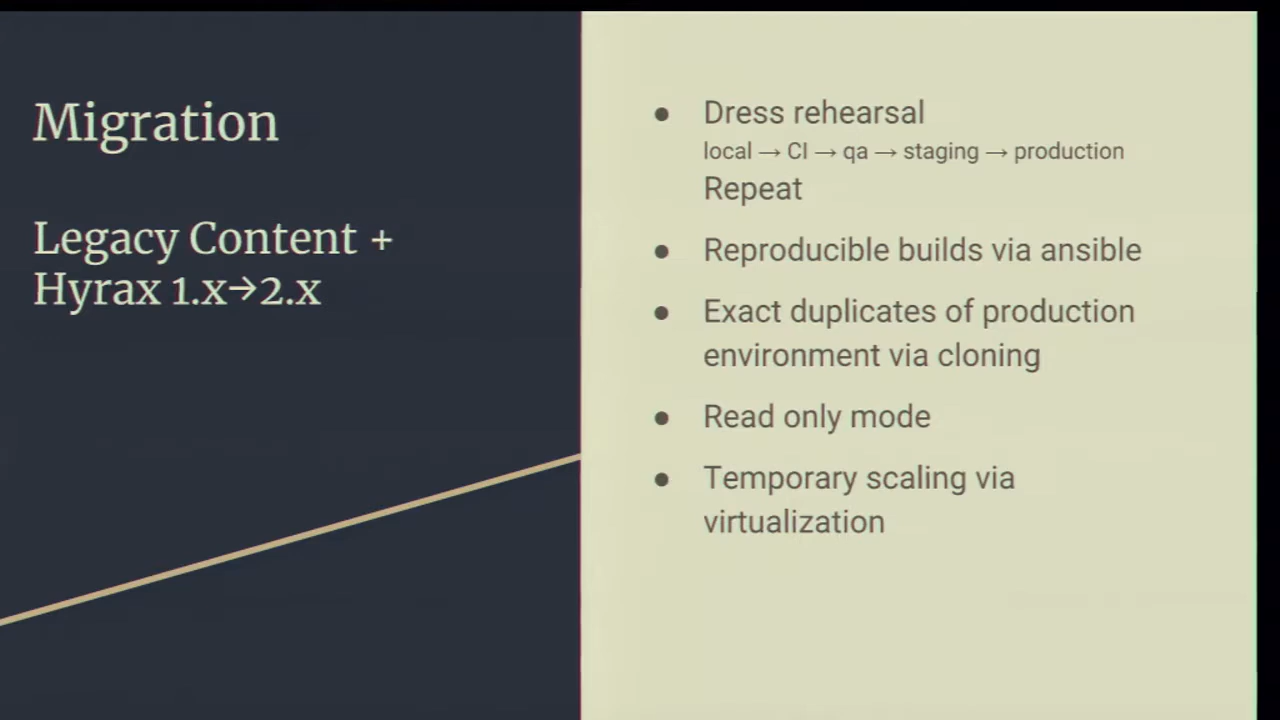 Migration
Legacy Content +
Hyrax 1.x→2.x
● Dress rehearsal
local → CI → qa → staging → production
Repeat
● Reproducible builds via ansible
● Exact duplicates of production
environment via cloning
● Read only mode
● Temporary scaling via
virtualization